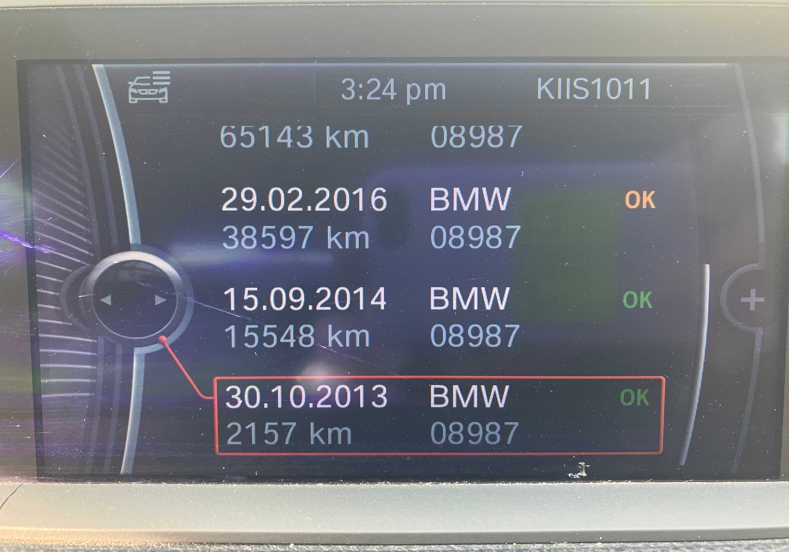 3:24 pm KIIS1011
65143 km 08987
29.02.2016 BMW OK
38597 km 08987
15.09.2014 BMW OK
15548 km 08987
30.10.2013 BMW OK
2157 km 08987